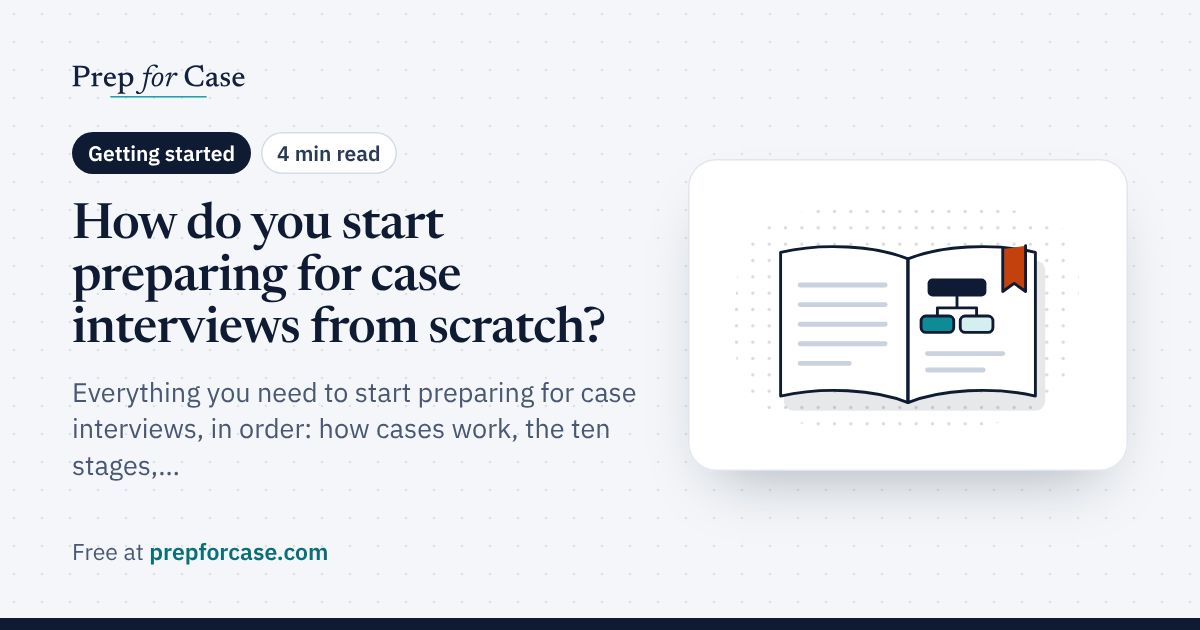 Prep for Case
Getting started
4 min read
How do you start
preparing for case
interviews from scratch?
Everything you need to start preparing for case
interviews, in order: how cases work, the ten
stages,...
Free at prepforcase.com